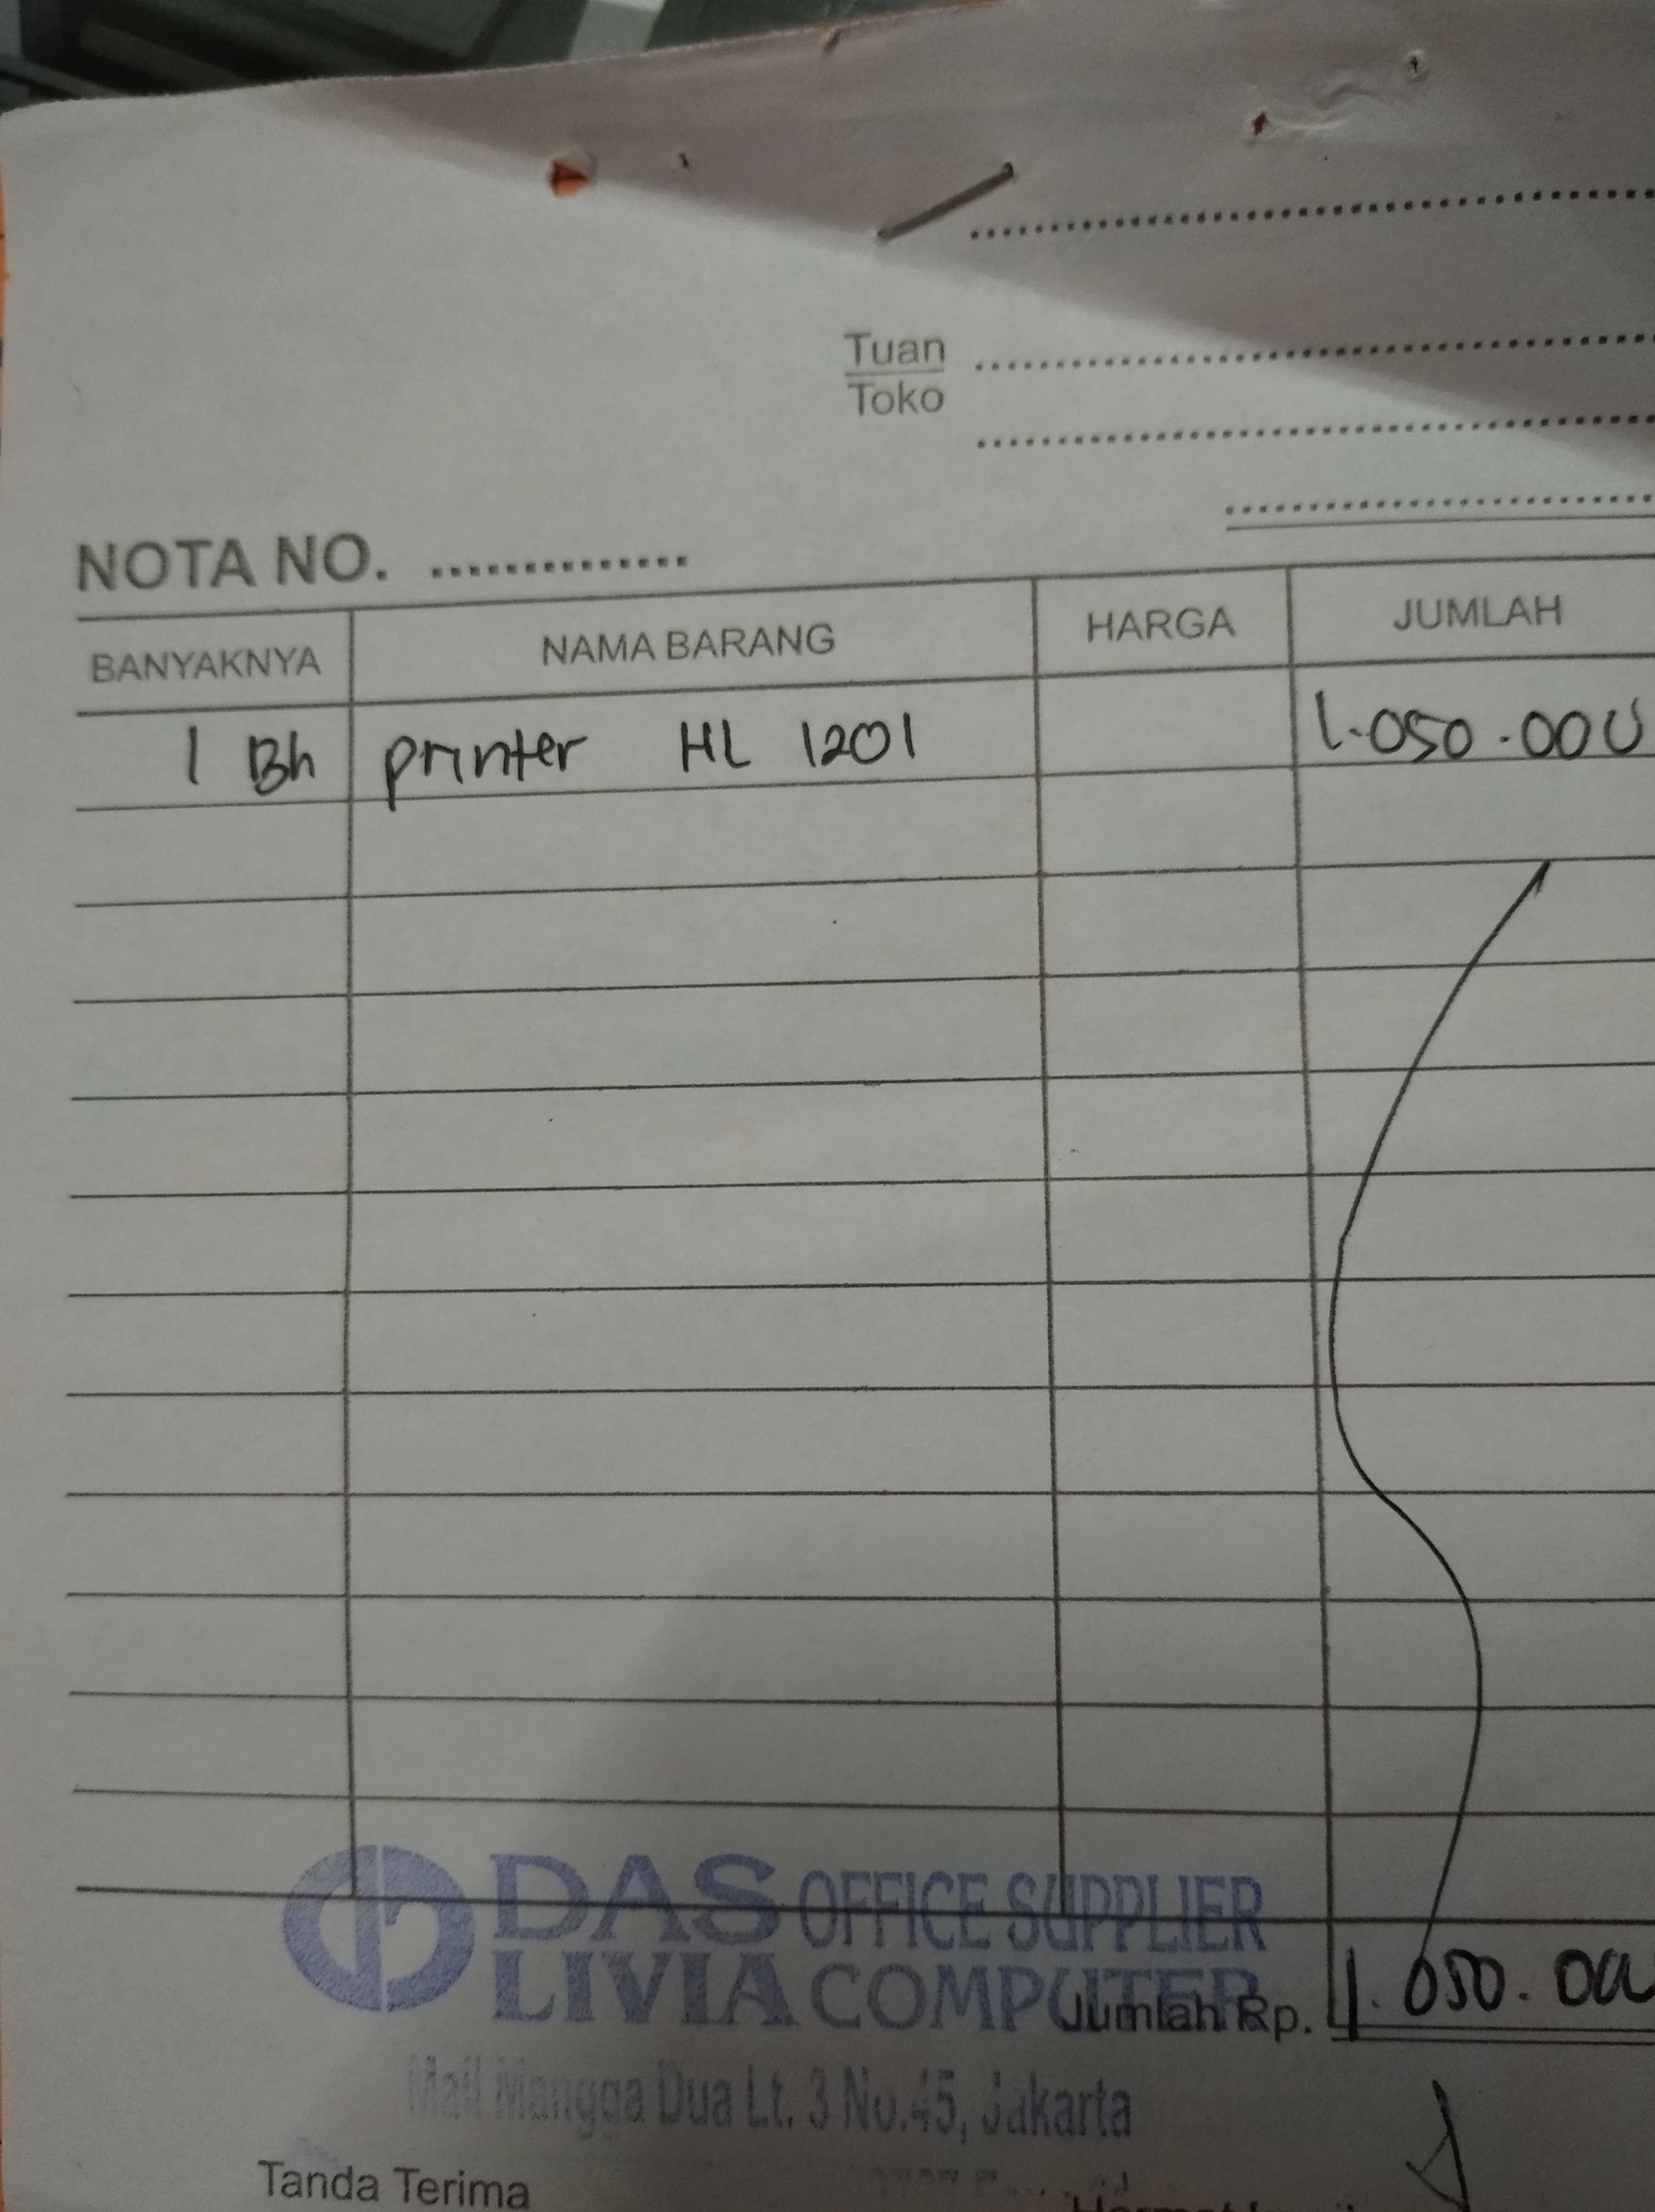 Tuan
Toko
NOTA NO. ..............
BANYAKNYA NAMA BARANG HARGA JUMLAH
1 Bh printer HL 1201 1.050.000
DAS OFFICE SUPPLIER
LIVIA COMPUTER
Jumlah Rp. 1.050.000
Mall Mangga Dua Lt. 3 No.45, Jakarta
Tanda Terima